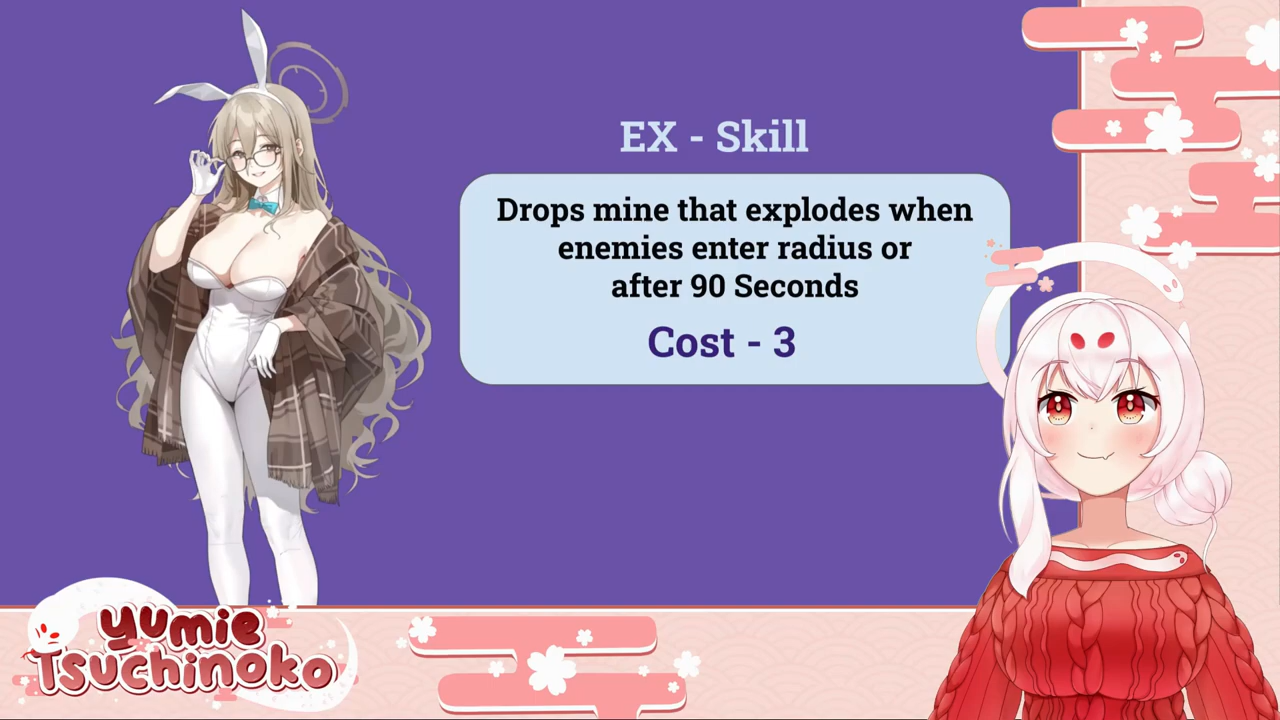 EX - Skill
Drops mine that explodes when
enemies enter radius or
after 90 Seconds
Cost - 3
yumie
Tsuchinoko